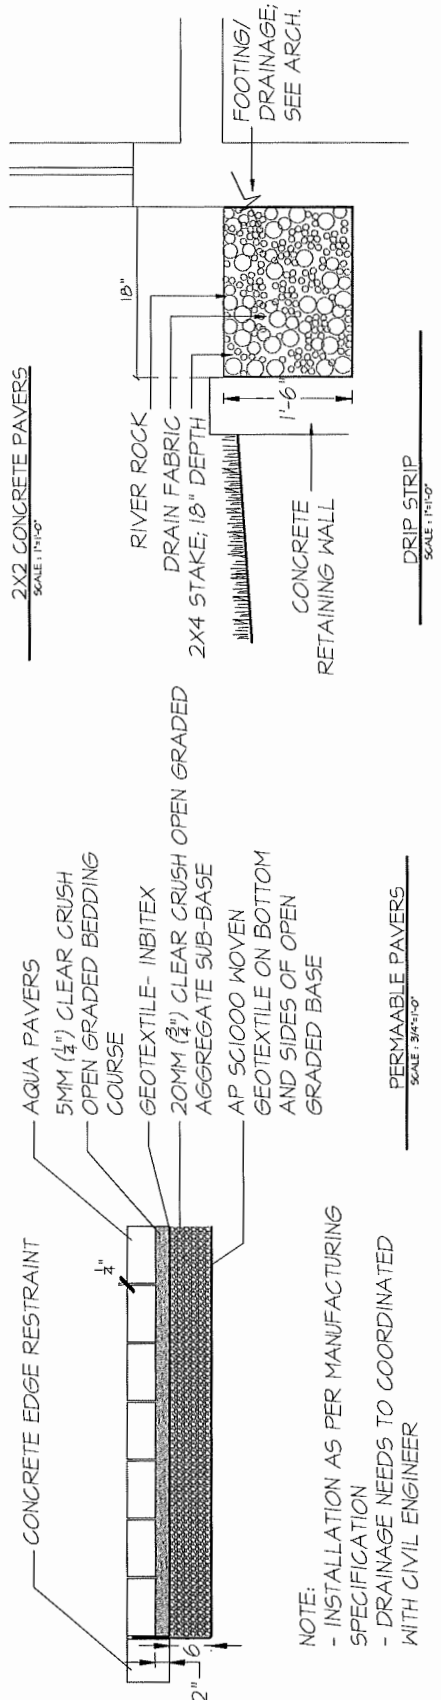 CONCRETE EDGE RESTRAINT
AQUA PAVERS
5MM (1/4") CLEAR CRUSH
OPEN GRADED BEDDING
COURSE
GEOTEXTILE- INBITEX
20MM (3/4") CLEAR CRUSH OPEN GRADED
AGGREGATE SUB-BASE
AP SC1000 WOVEN
GEOTEXTILE ON BOTTOM
AND SIDES OF OPEN
GRADED BASE
1/4"
2"
6"
NOTE:
- INSTALLATION AS PER MANUFACTURING
SPECIFICATION
- DRAINAGE NEEDS TO COORDINATED
WITH CIVIL ENGINEER
PERMAABLE PAVERS
SCALE : 3/4"=1'-0"
2X2 CONCRETE PAVERS
SCALE : 1"=1'-0"
18"
RIVER ROCK
DRAIN FABRIC
2X4 STAKE; 18" DEPTH
1'-6"
CONCRETE
RETAINING WALL
FOOTING/
DRAINAGE;
SEE ARCH.
DRIP STRIP
SCALE : 1"=1'-0"